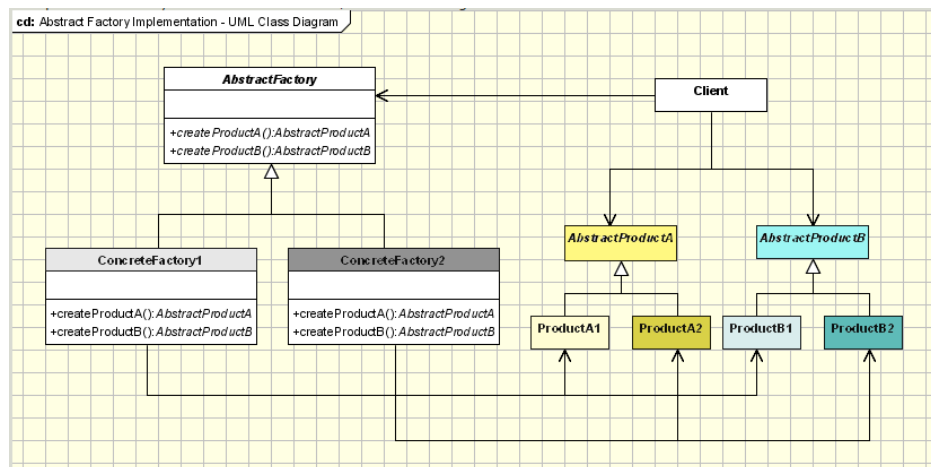 cd: Abstract Factory Implementation - UML Class Diagram
AbstractFactory
+createProductA():AbstractProductA
+createProductB():AbstractProductB
Client
AbstractProductA
AbstractProductB
ConcreteFactory1
+createProductA():AbstractProductA
+createProductB():AbstractProductB
ConcreteFactory2
+createProductA():AbstractProductA
+createProductB():AbstractProductB
ProductA1
ProductA2
ProductB1
ProductB2